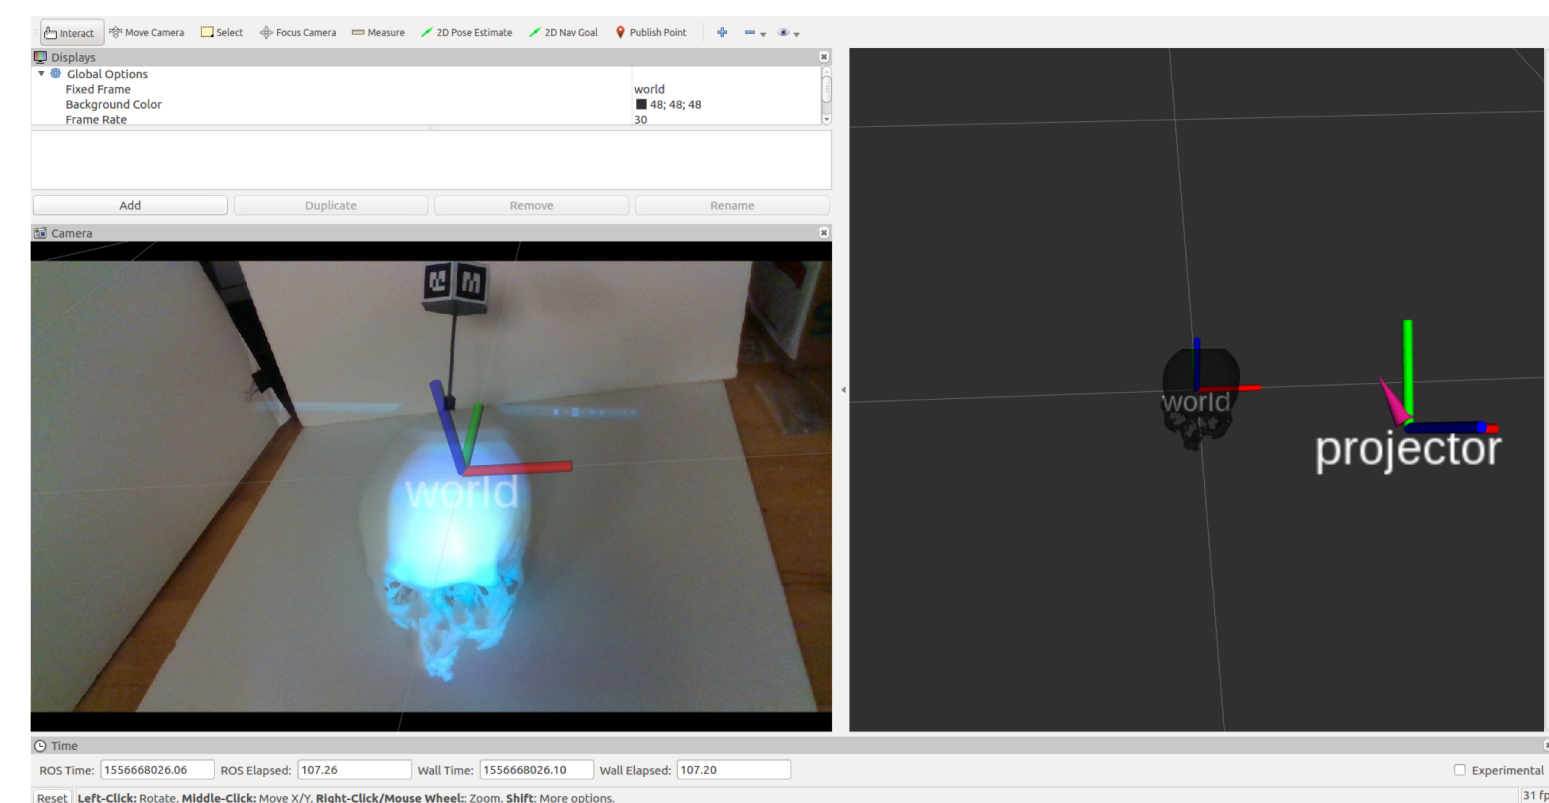 Interact Move Camera Select Focus Camera Measure 2D Pose Estimate 2D Nav Goal Publish Point
Displays
Global Options
Fixed Frame world
Background Color 48; 48; 48
Frame Rate 30
Add Duplicate Remove Rename
Camera
world
world
projector
Time
ROS Time: 1556668026.06 ROS Elapsed: 107.26 Wall Time: 1556668026.10 Wall Elapsed: 107.20 Experimental
Reset Left-Click: Rotate. Middle-Click: Move X/Y. Right-Click/Mouse Wheel:: Zoom. Shift: More options. 31 fp